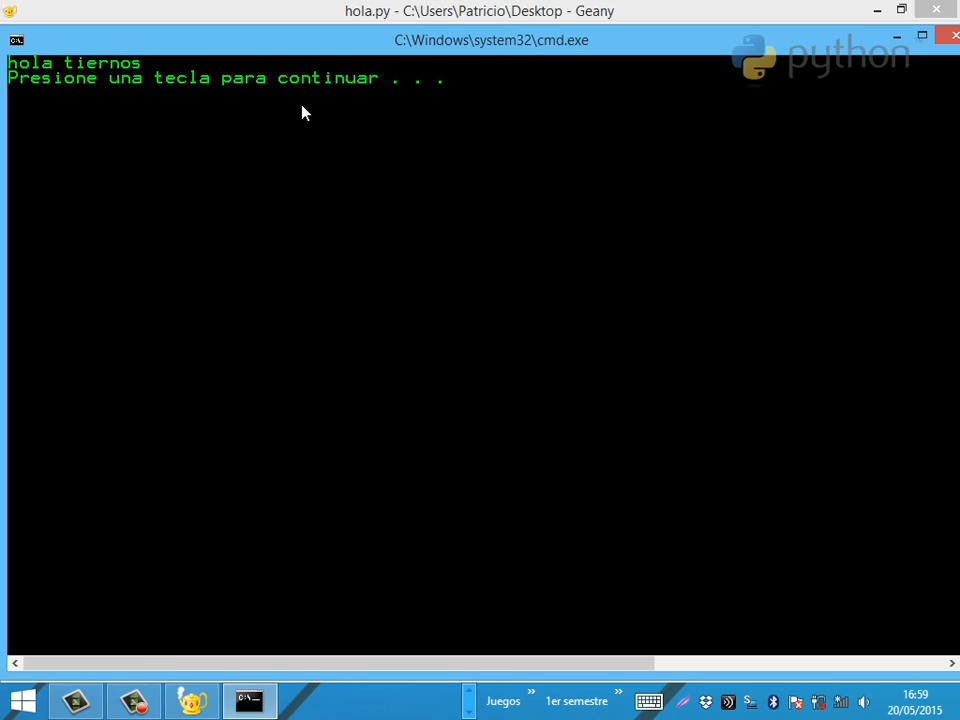 hola.py - C:\Users\Patricio\Desktop - Geany
C:\Windows\system32\cmd.exe
python
hola tiernos
Presione una tecla para continuar . . .
Juegos
1er semestre
16:59
20/05/2015